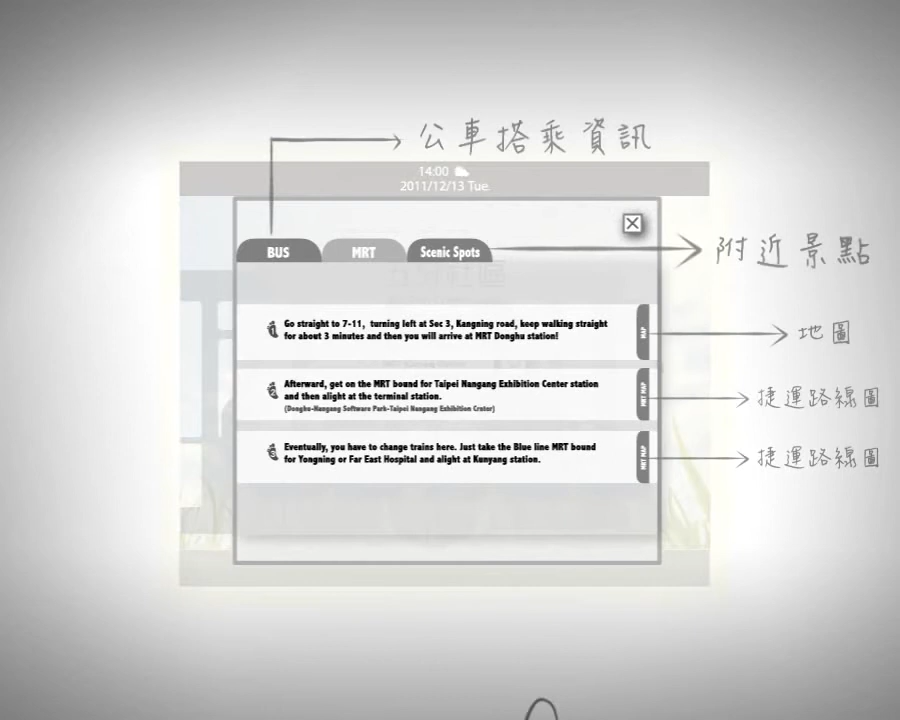 公車搭乘資訊
14:00
2011/12/13 Tue.
BUS
MRT
Scenic Spots
附近景點
Go straight to 7-11, turning left at Sec 3, Kangning road, keep walking straight
for about 3 minutes and then you will arrive at MRT Donghu station!
MAP
地圖
Afterward, get on the MRT bound for Taipei Nangang Exhibition Center station
and then alight at the terminal station.
(Donghu-Nangang Software Park-Taipei Nangang Exhibition Crator)
MRT MAP
捷運路線圖
Eventually, you have to change trains here. Just take the Blue line MRT bound
for Yongning or Far East Hospital and alight at Kunyang station.
MRT MAP
捷運路線圖